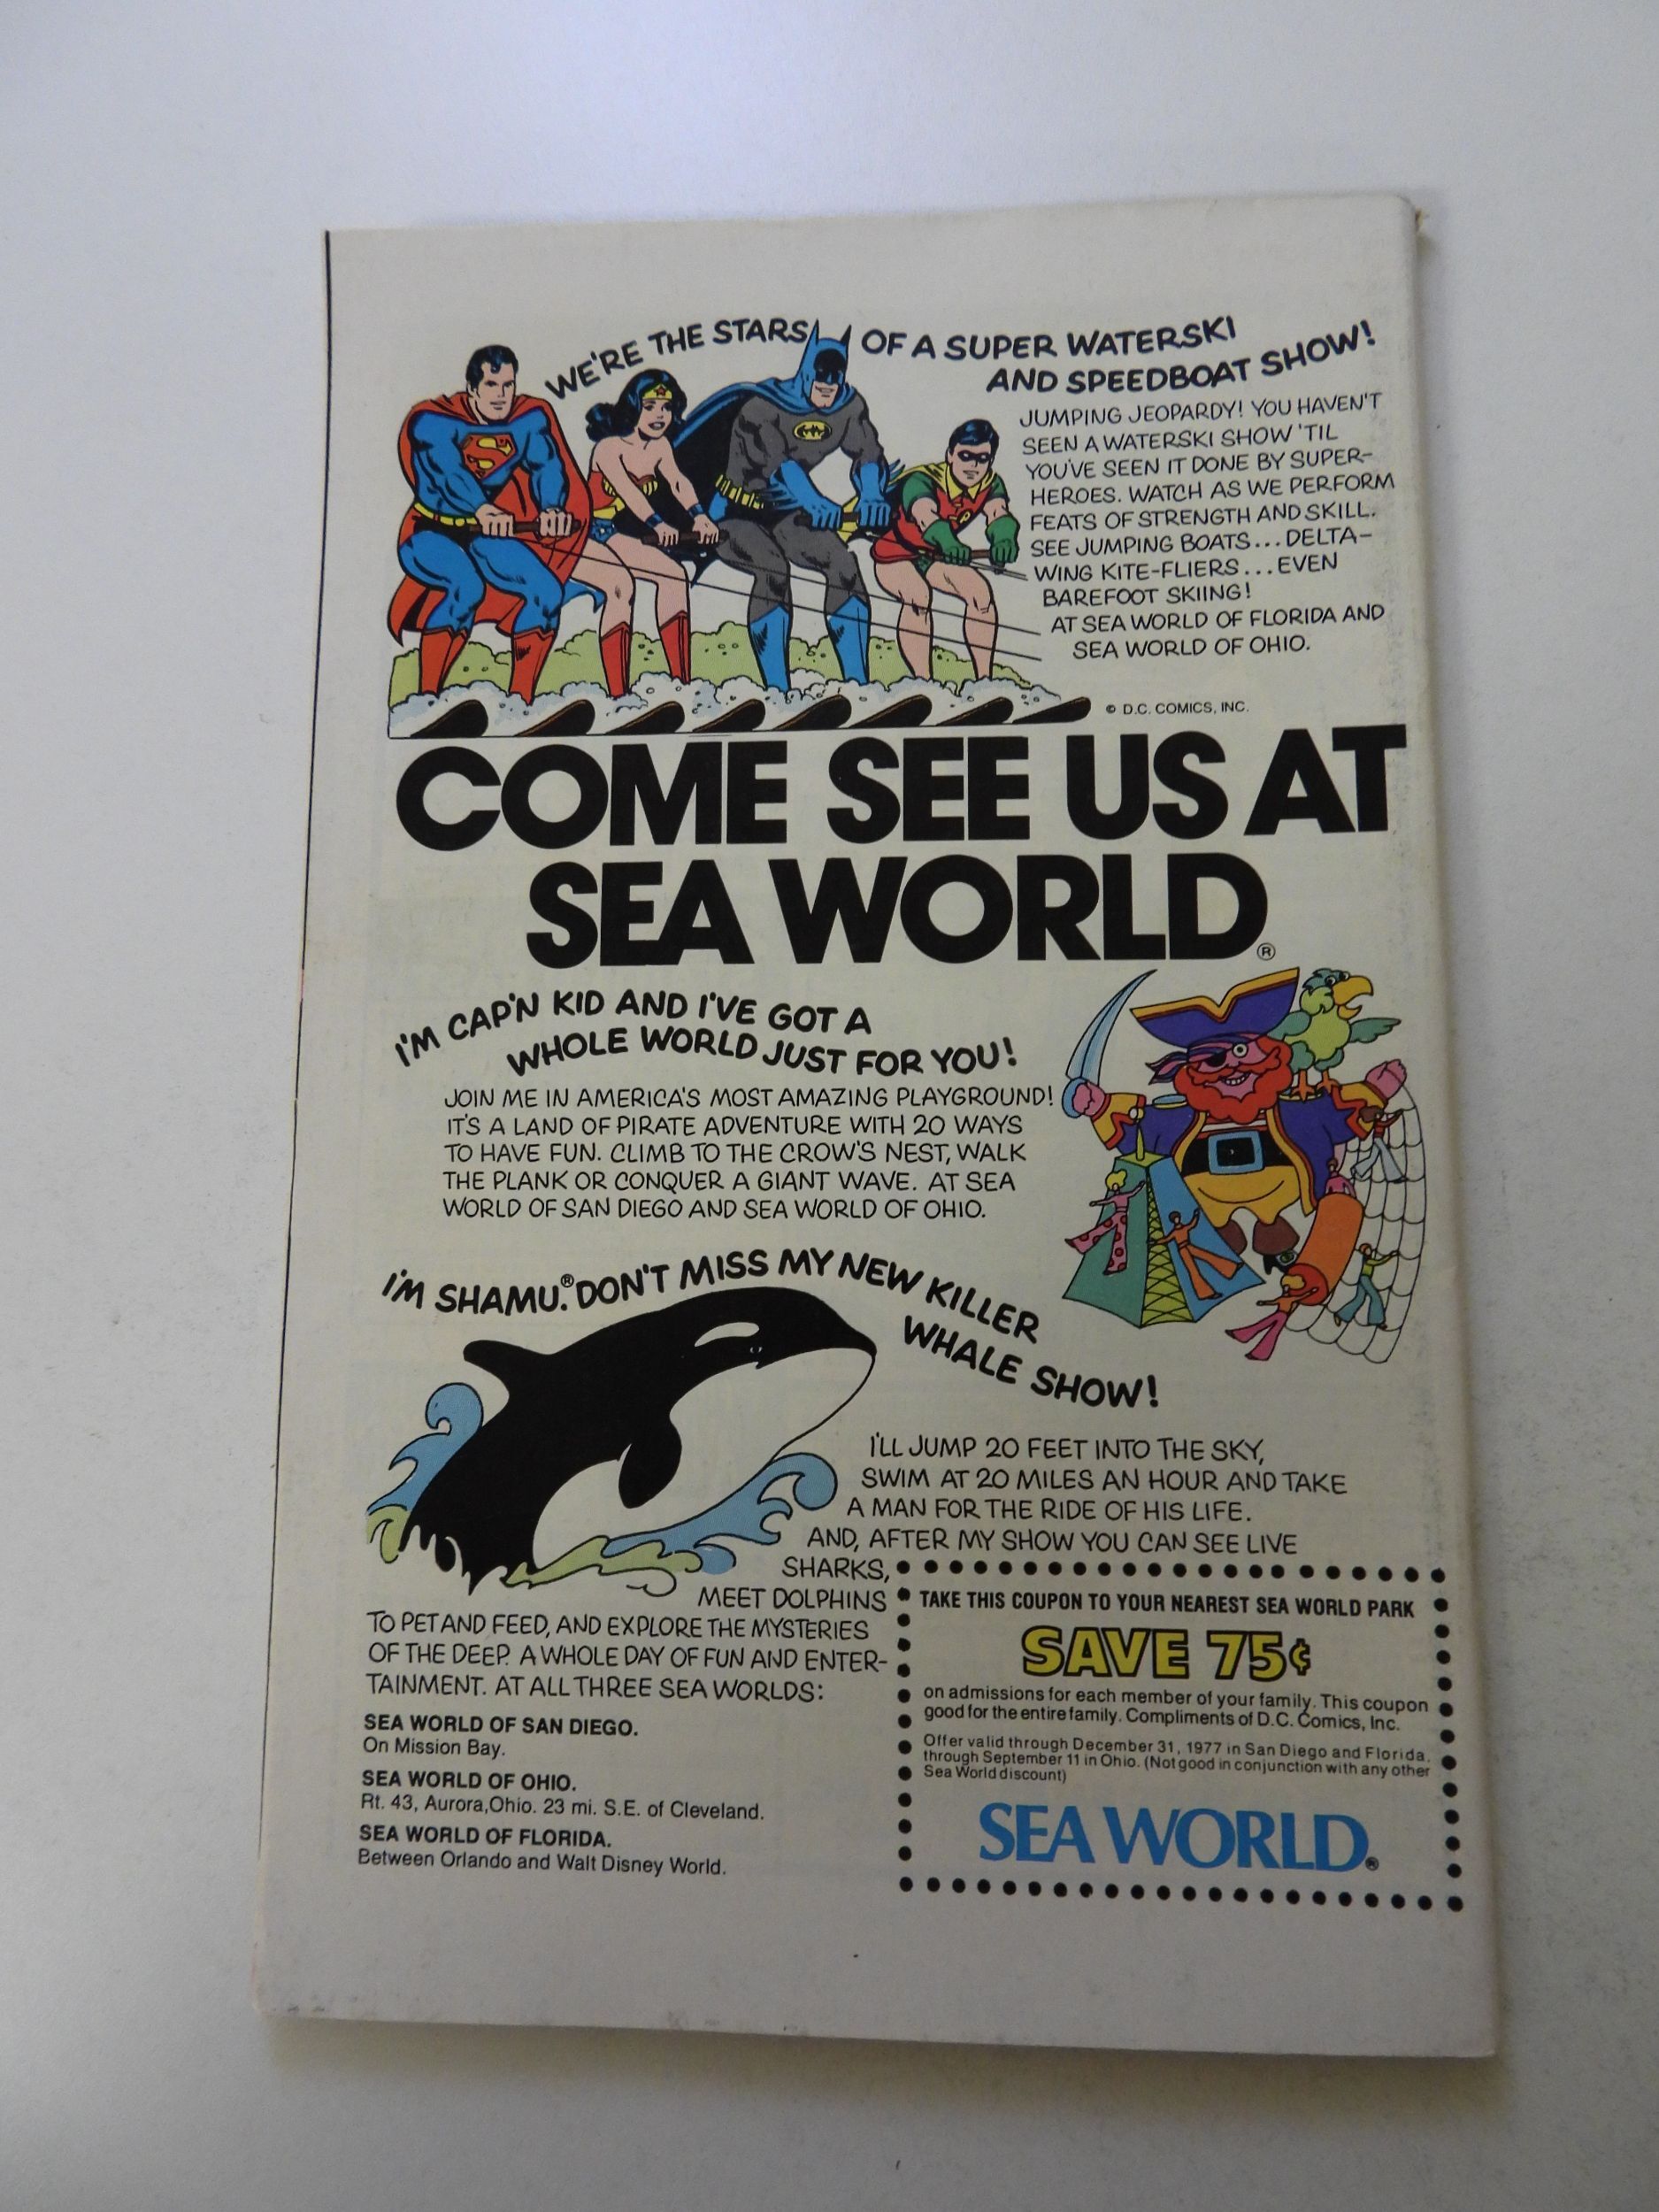 WE'RE THE STARS OF A SUPER WATERSKI
AND SPEEDBOAT SHOW!
JUMPING JEOPARDY! YOU HAVEN'T
SEEN A WATERSKI SHOW 'TIL
YOU'VE SEEN IT DONE BY SUPER-
HEROES. WATCH AS WE PERFORM
FEATS OF STRENGTH AND SKILL.
SEE JUMPING BOATS...DELTA-
WING KITE-FLIERS...EVEN
BAREFOOT SKIING!
AT SEA WORLD OF FLORIDA AND
SEA WORLD OF OHIO.
© D.C. COMICS, INC.
COME SEE US AT
SEA WORLD®
I'M CAP'N KID AND I'VE GOT A
WHOLE WORLD JUST FOR YOU!
JOIN ME IN AMERICA'S MOST AMAZING PLAYGROUND!
IT'S A LAND OF PIRATE ADVENTURE WITH 20 WAYS
TO HAVE FUN. CLIMB TO THE CROW'S NEST, WALK
THE PLANK OR CONQUER A GIANT WAVE. AT SEA
WORLD OF SAN DIEGO AND SEA WORLD OF OHIO.
I'M SHAMU.® DON'T MISS MY NEW KILLER
WHALE SHOW!
I'LL JUMP 20 FEET INTO THE SKY,
SWIM AT 20 MILES AN HOUR AND TAKE
A MAN FOR THE RIDE OF HIS LIFE.
AND, AFTER MY SHOW YOU CAN SEE LIVE
SHARKS,
MEET DOLPHINS
TO PET AND FEED, AND EXPLORE THE MYSTERIES
OF THE DEEP. A WHOLE DAY OF FUN AND ENTER-
TAINMENT. AT ALL THREE SEA WORLDS:
SEA WORLD OF SAN DIEGO.
On Mission Bay.
SEA WORLD OF OHIO.
Rt. 43, Aurora, Ohio. 23 mi. S.E. of Cleveland.
SEA WORLD OF FLORIDA.
Between Orlando and Walt Disney World.
TAKE THIS COUPON TO YOUR NEAREST SEA WORLD PARK
SAVE 75¢
on admissions for each member of your family. This coupon
good for the entire family. Compliments of D.C. Comics, Inc.
Offer valid through December 31, 1977 in San Diego and Florida,
through September 11 in Ohio. (Not good in conjunction with any other
Sea World discount)
SEA WORLD®